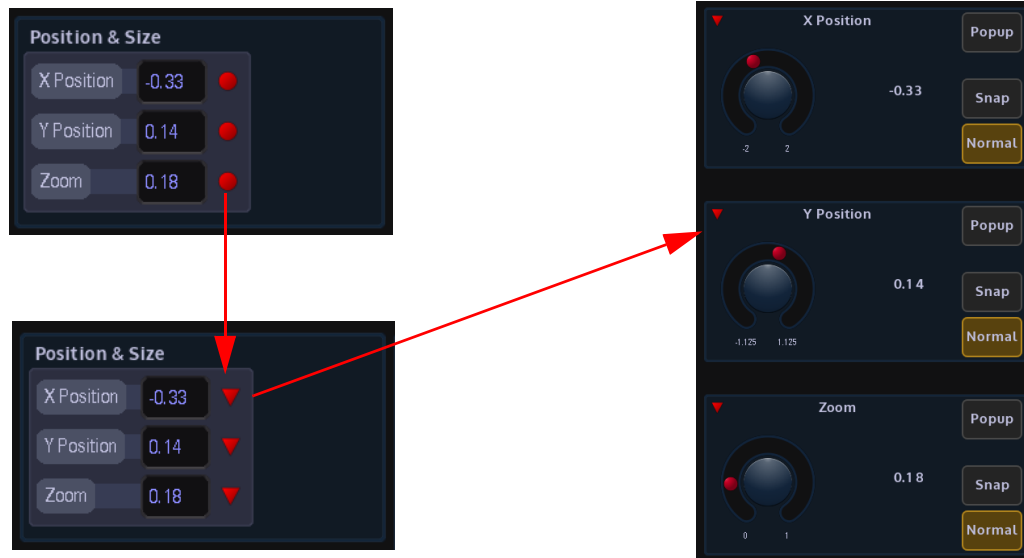 Position & Size
X Position -0.33
Y Position 0.14
Zoom 0.18
Position & Size
X Position -0.33
Y Position 0.14
Zoom 0.18
X Position
Popup
-0.33
Snap
Normal
-2 2
Y Position
Popup
0.14
Snap
Normal
-1.125 1.125
Zoom
Popup
0.18
Snap
Normal
0 1